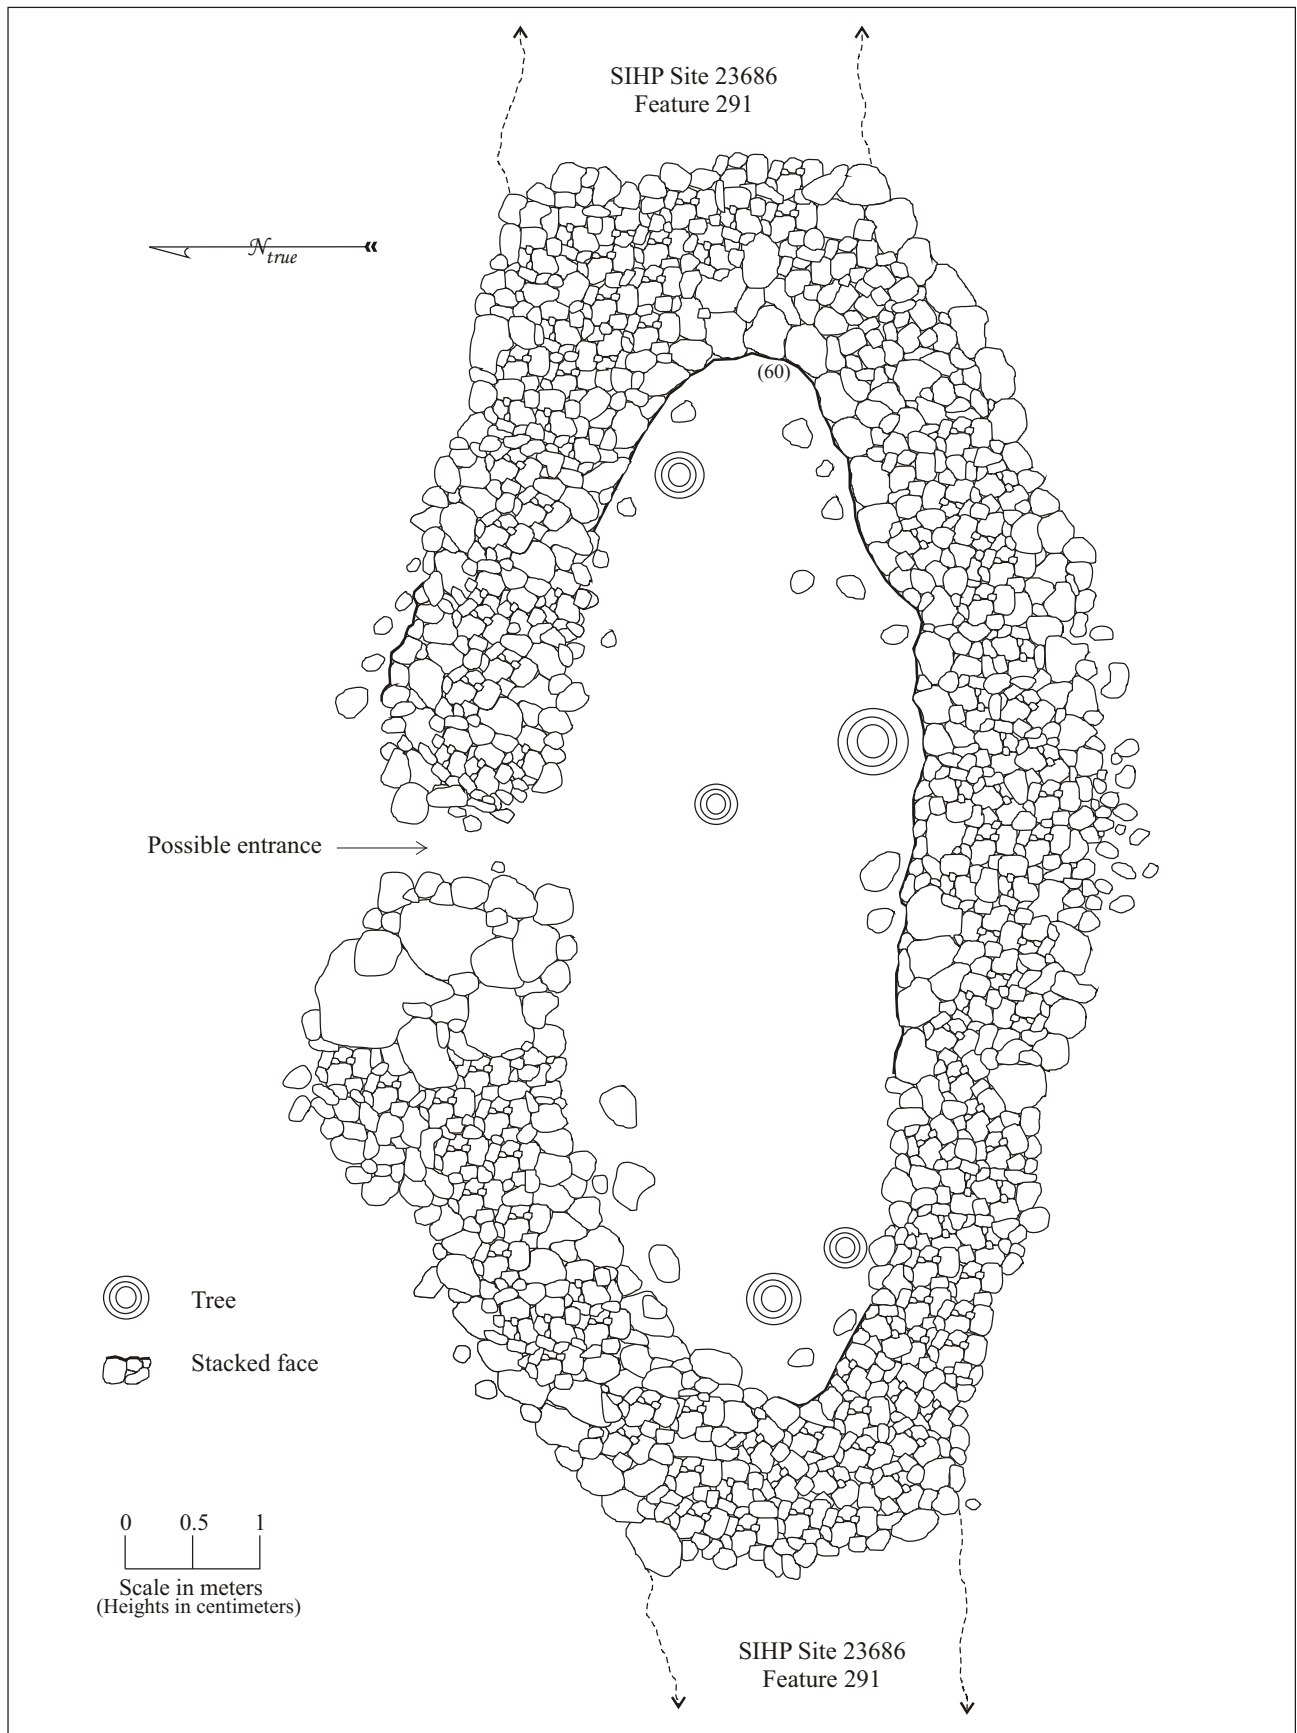 SIHP Site 23686
Feature 291
N true
(60)
Possible entrance
Tree
Stacked face
0 0.5 1
Scale in meters
(Heights in centimeters)
SIHP Site 23686
Feature 291